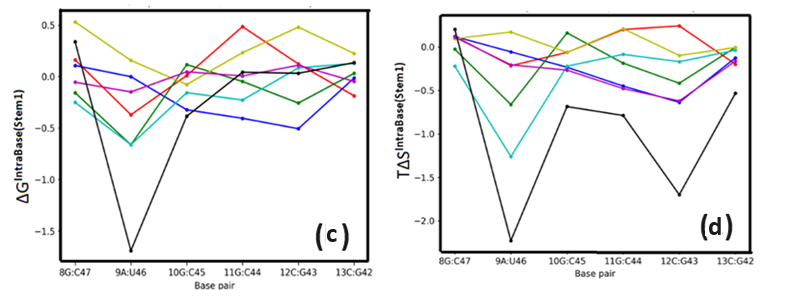 0.5
0.0
−0.5
−1.0
−1.5
ΔG^IntraBase(Stem1)
(c)
8G:C47 9A:U46 10G:C45 11G:C44 12C:G43 13C:G42
Base pair
0.0
−0.5
−1.0
−1.5
−2.0
TΔS^IntraBase(Stem1)
(d)
8G:C47 9A:U46 10G:C45 11G:C44 12C:G43 13C:G42
Base pair